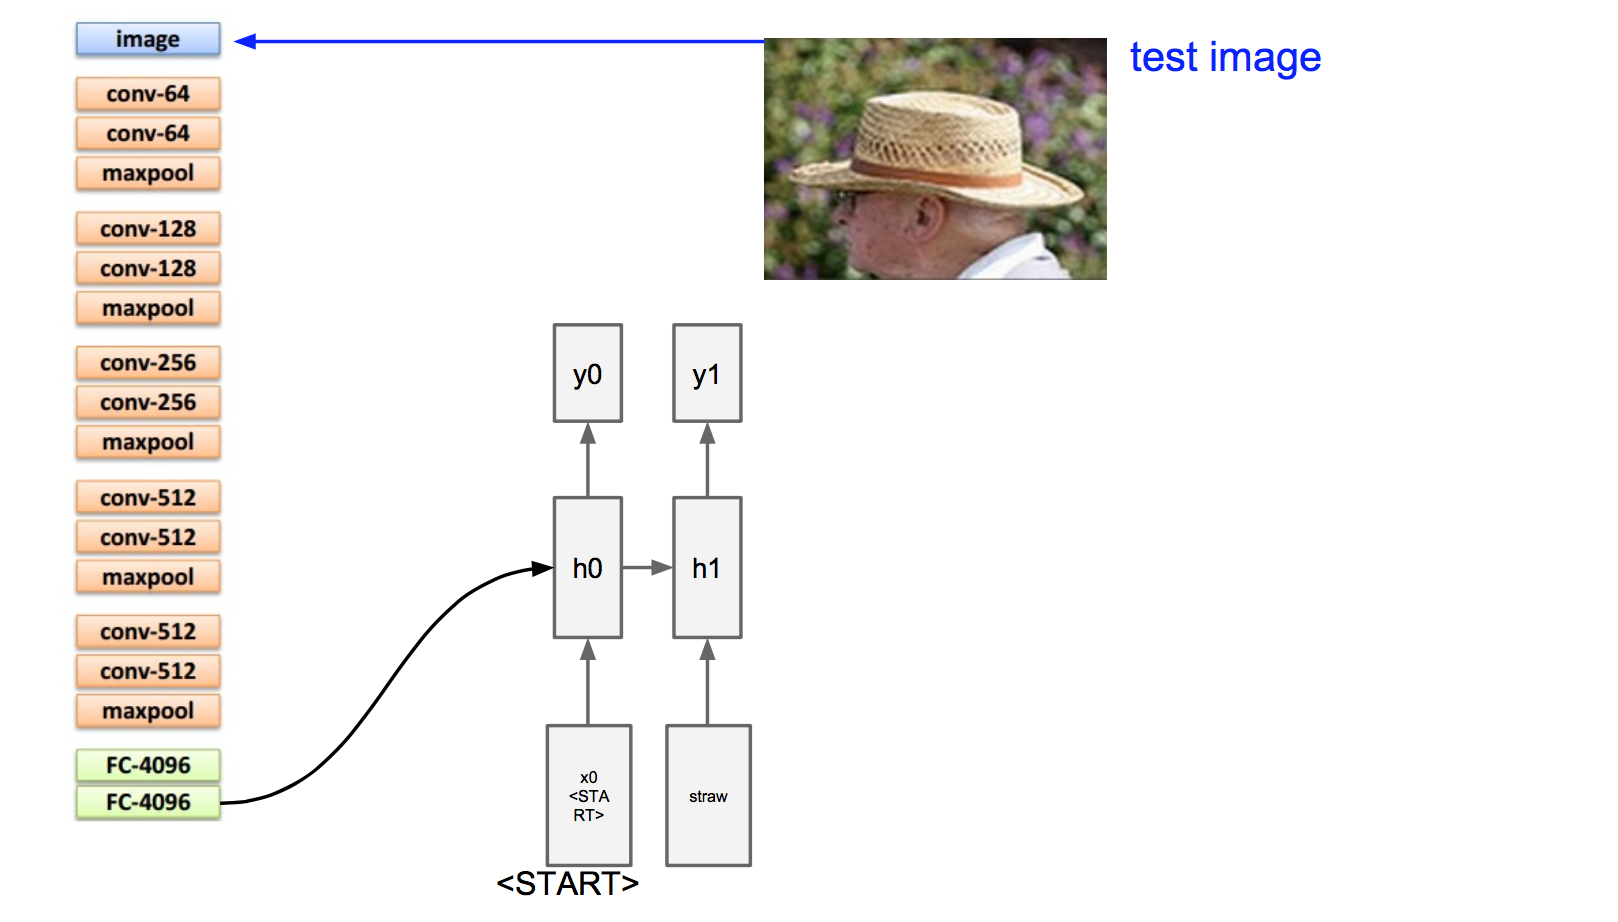 image
conv-64
conv-64
maxpool
conv-128
conv-128
maxpool
conv-256
conv-256
maxpool
conv-512
conv-512
maxpool
conv-512
conv-512
maxpool
FC-4096
FC-4096
test image
y0
y1
h0
h1
x0
<STA
RT>
straw
<START>